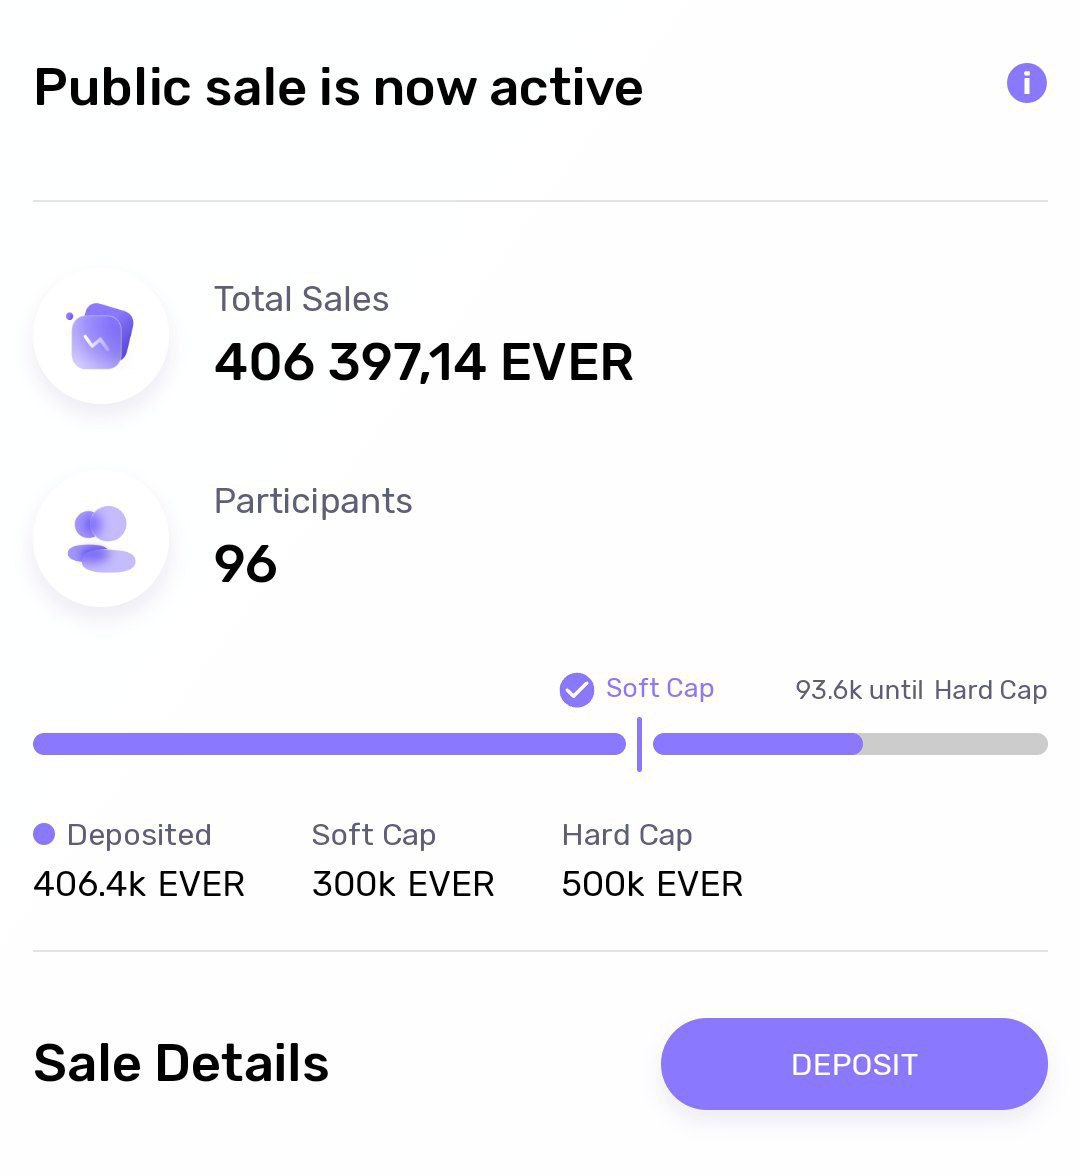 Public sale is now active
i
Total Sales
406 397,14 EVER
Participants
96
Soft Cap 93.6k until Hard Cap
Deposited Soft Cap Hard Cap
406.4k EVER 300k EVER 500k EVER
Sale Details DEPOSIT